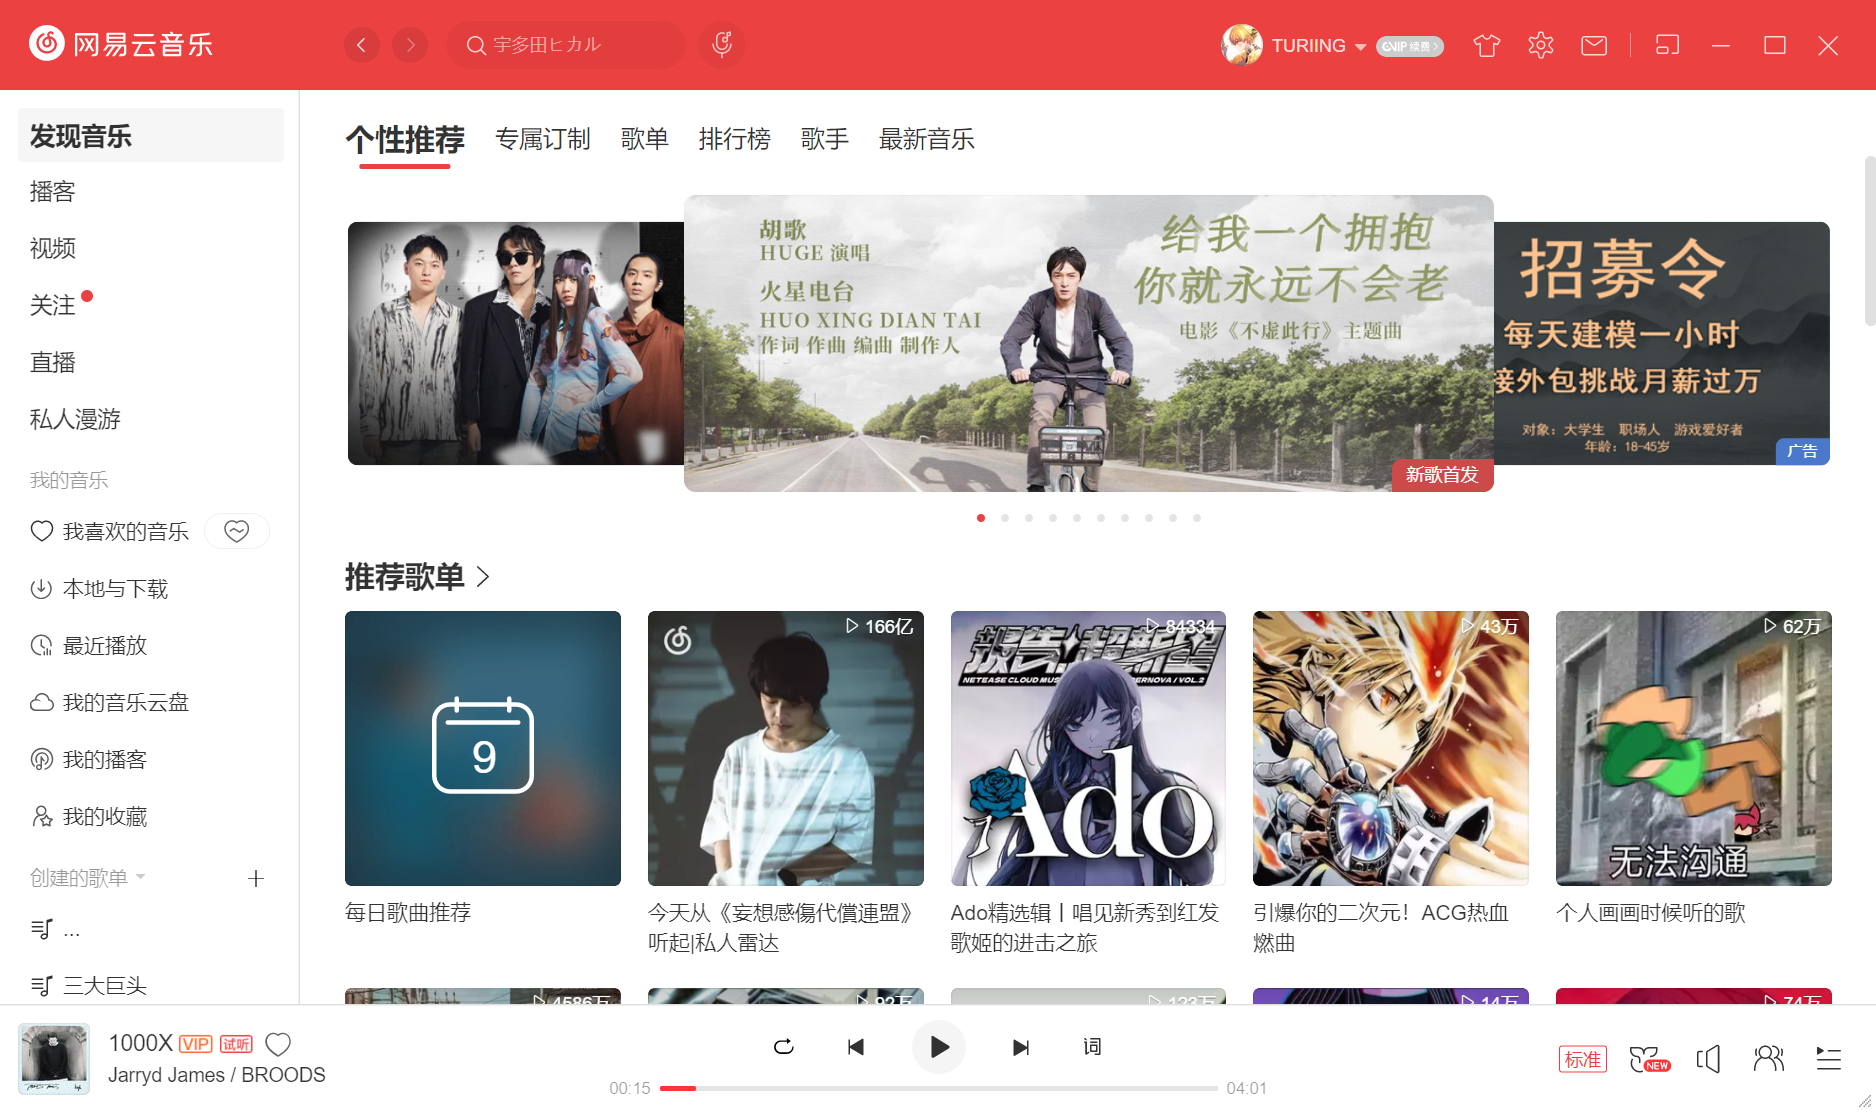 网易云音乐
宇多田ヒカル
TURIING
VIP 续费
发现音乐
播客
视频
关注
直播
私人漫游
我的音乐
我喜欢的音乐
本地与下载
最近播放
我的音乐云盘
我的播客
我的收藏
创建的歌单
...
三大巨头
个性推荐 专属订制 歌单 排行榜 歌手 最新音乐
胡歌
HUGE 演唱
火星电台
HUO XING DIAN TAI
作词 作曲 编曲 制作人
给我一个拥抱
你就永远不会老
电影《不虚此行》主题曲
新歌首发
招募令
每天建模一小时
接外包挑战月薪过万
对象：大学生 职场人 游戏爱好者
年龄：18-45岁
广告
推荐歌单
9
每日歌曲推荐
166亿
今天从《妄想感傷代償連盟》
听起|私人雷达
84334
Ado
Ado精选辑丨唱见新秀到红发
歌姬的进击之旅
43万
引爆你的二次元！ACG热血
燃曲
62万
无法沟通
个人画画时候听的歌
4586万
92万
123万
14万
74万
1000X VIP 试听
Jarryd James / BROODS
词
00:15
04:01
标准
NEW